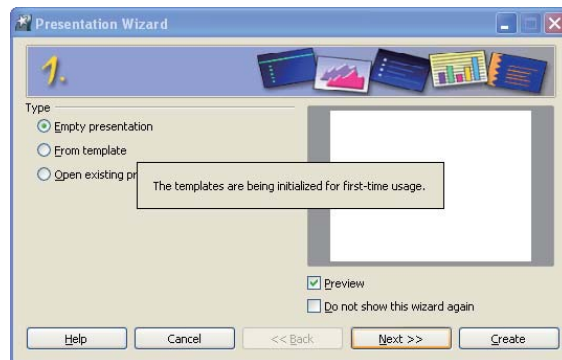 Presentation Wizard
1.
Type
Empty presentation
From template
Open existing pr
The templates are being initialized for first-time usage.
Preview
Do not show this wizard again
Help
Cancel
<< Back
Next >>
Create